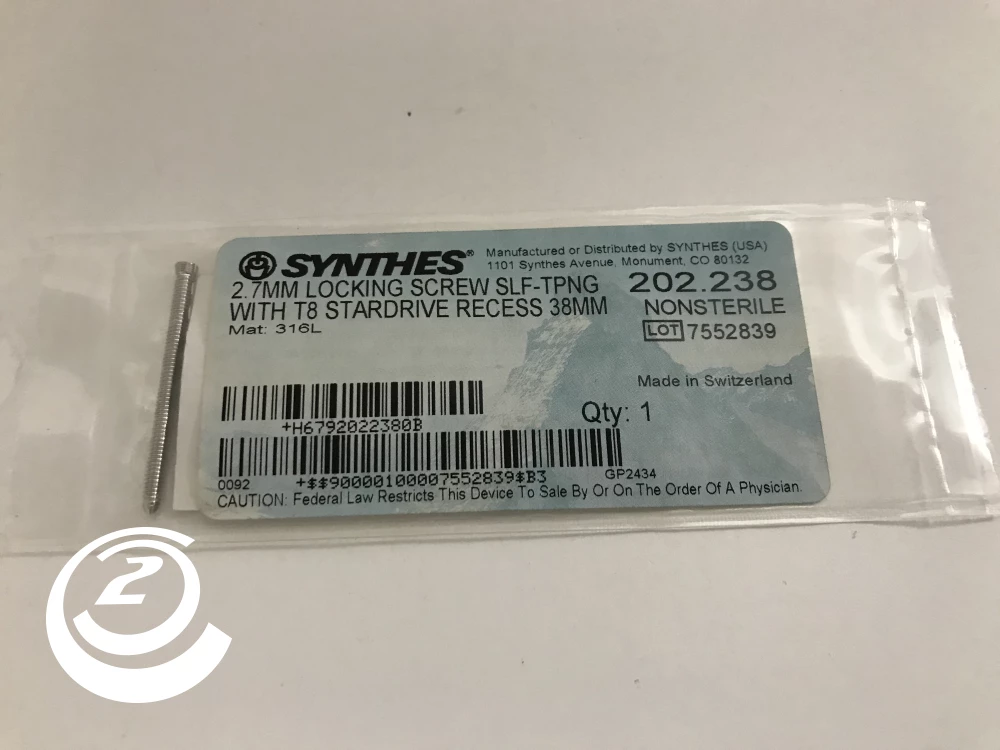 SYNTHES®
Manufactured or Distributed by SYNTHES (USA)
1101 Synthes Avenue, Monument, CO 80132
2.7MM LOCKING SCREW SLF-TPNG
WITH T8 STARDRIVE RECESS 38MM
Mat: 316L
202.238
NONSTERILE
LOT 7552839
Made in Switzerland
Qty: 1
+H6792022380B
0092
+$$90000100007552839$B3
GP2434
CAUTION: Federal Law Restricts This Device To Sale By Or On The Order Of A Physician.
2